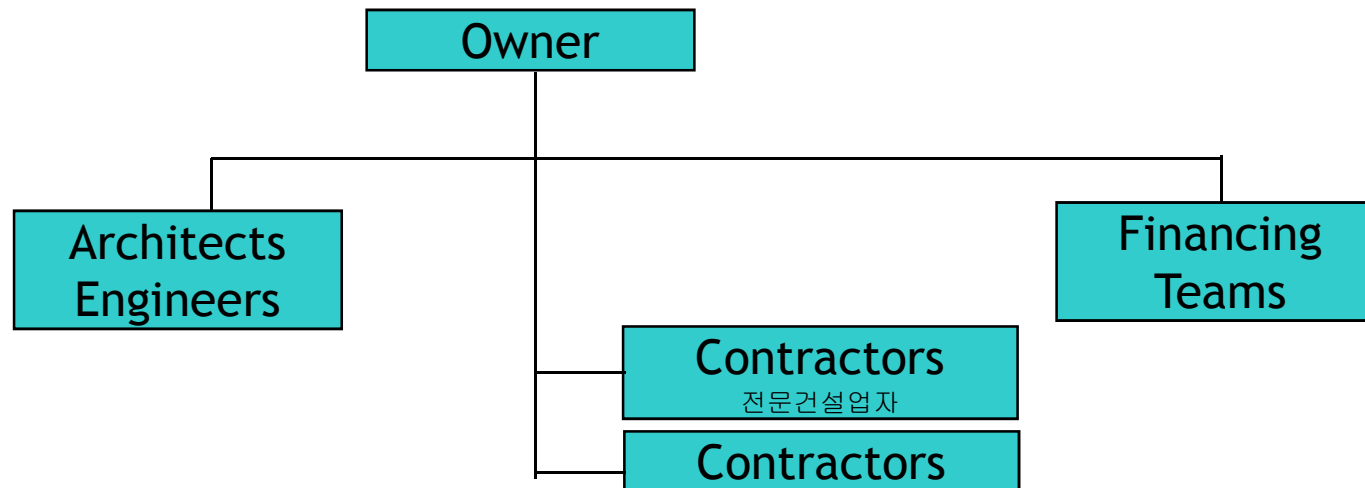 Owner
Architects
Engineers
Financing
Teams
Contractors
전문건설업자
Contractors